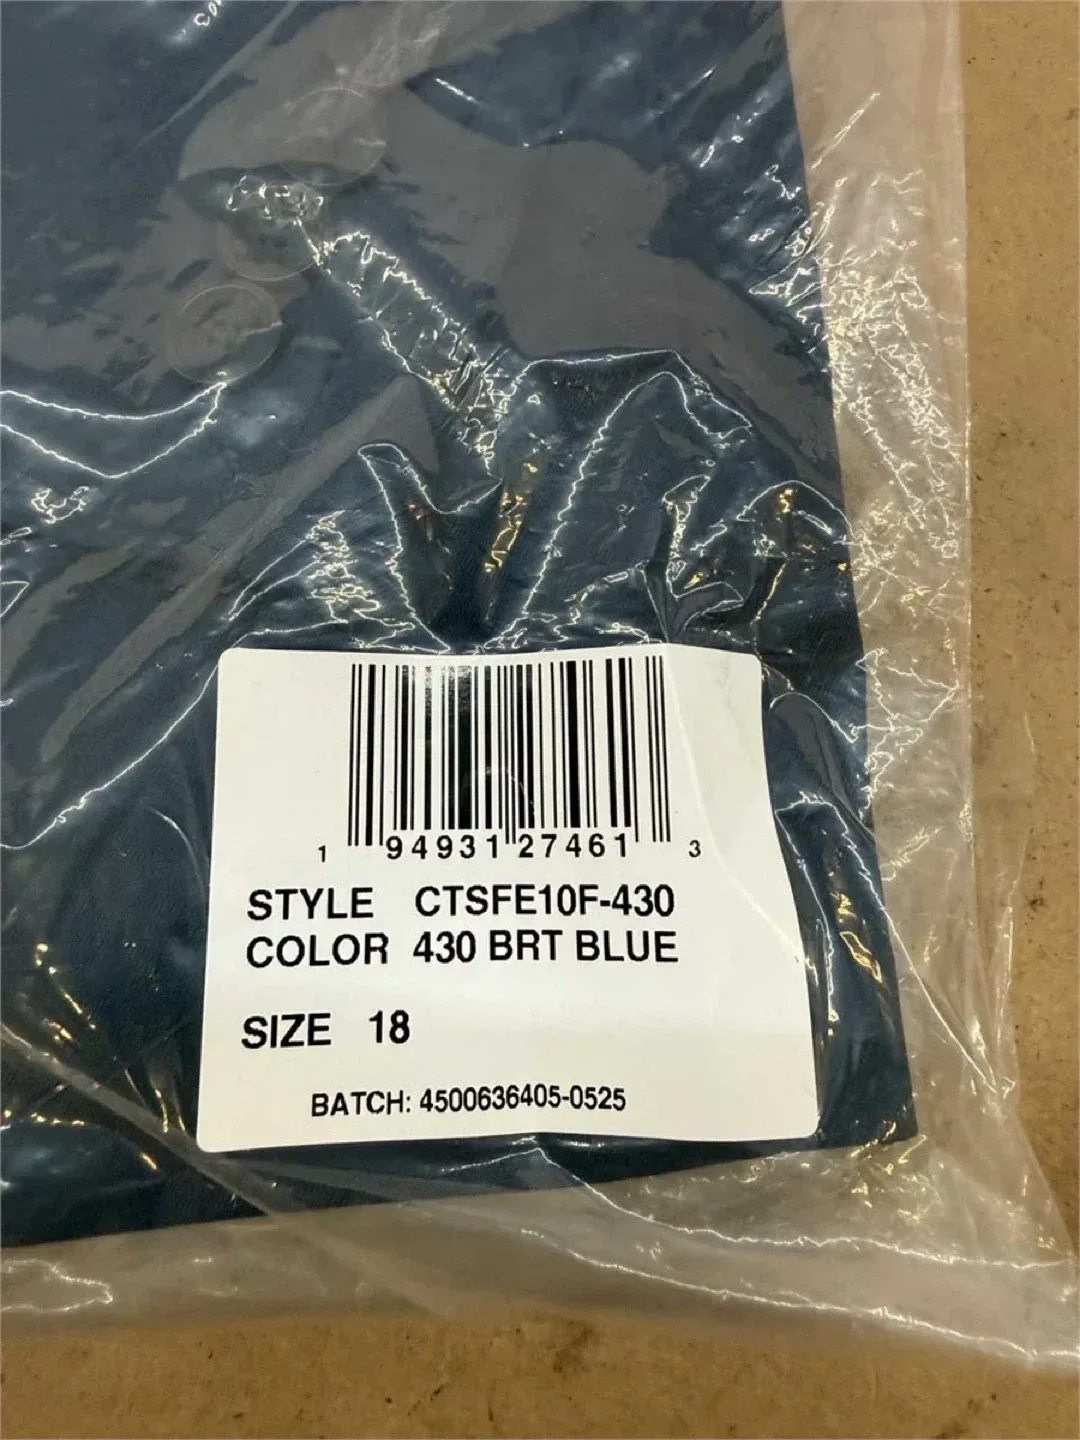 1 94931 27461 3
STYLE CTSFE10F-430
COLOR 430 BRT BLUE
SIZE 18
BATCH: 4500636405-0525